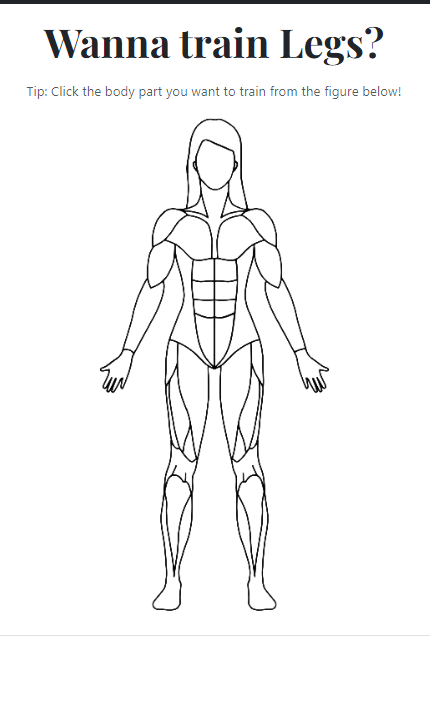 Wanna train Legs?
Tip: Click the body part you want to train from the figure below!